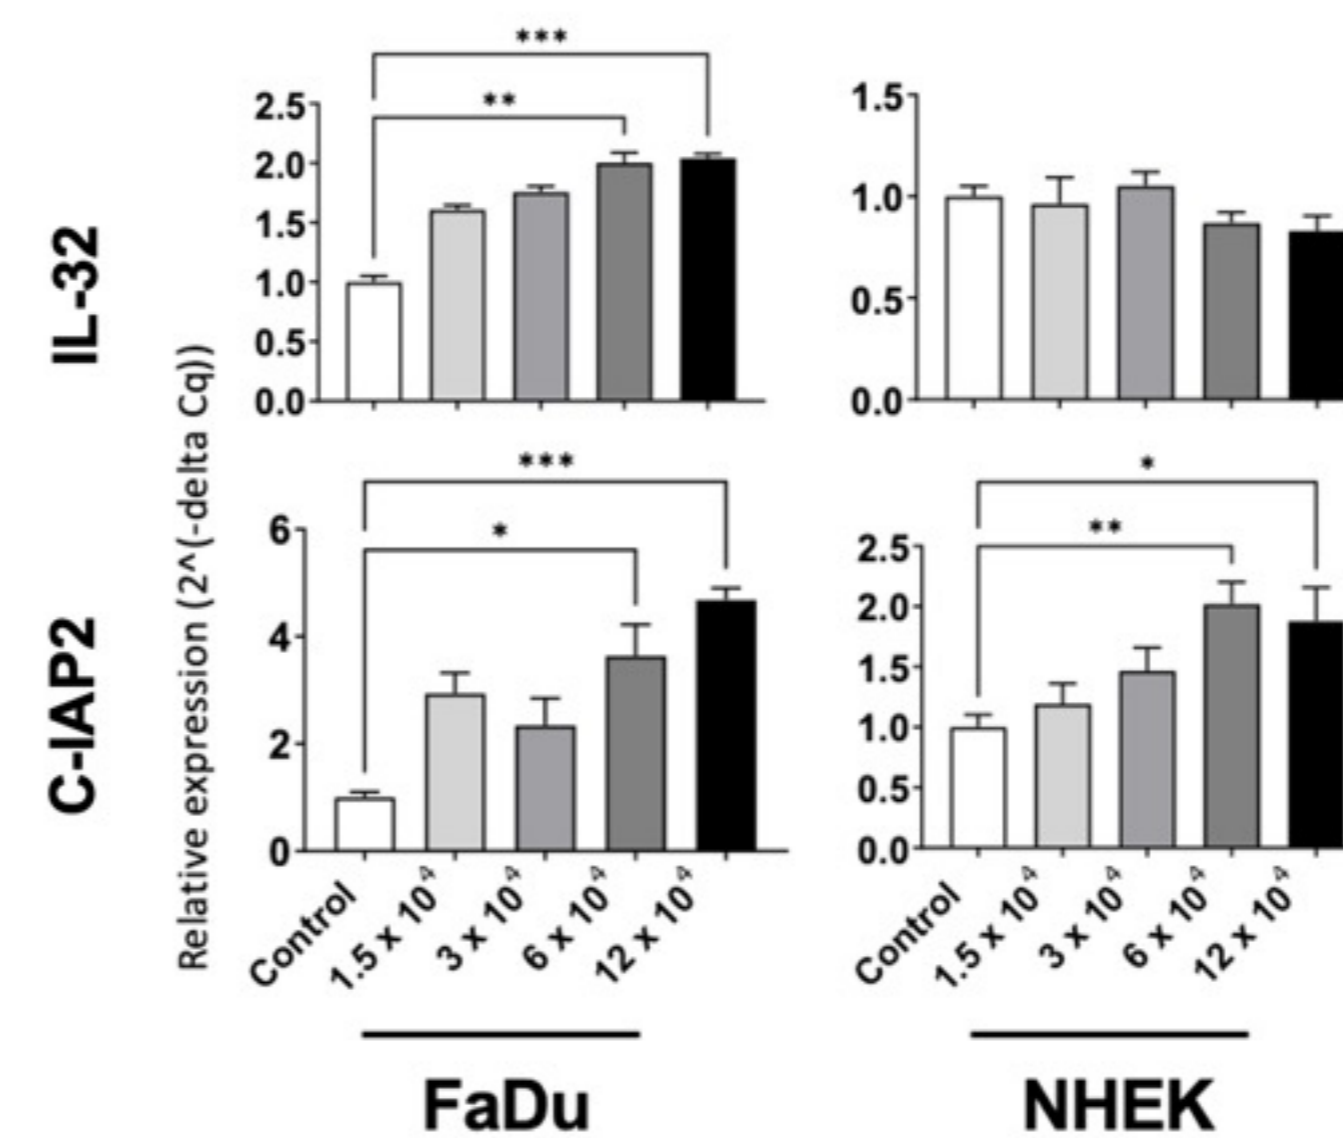 IL-32
Relative expression (2^(-delta Cq))
***
**
2.5
2.0
1.5
1.0
0.5
0.0
1.5
1.0
0.5
0.0
C-IAP2
***
*
6
4
2
0
Control
1.5 x 10⁴
3 x 10⁴
6 x 10⁴
12 x 10⁴
FaDu
*
**
2.5
2.0
1.5
1.0
0.5
0.0
Control
1.5 x 10⁴
3 x 10⁴
6 x 10⁴
12 x 10⁴
NHEK